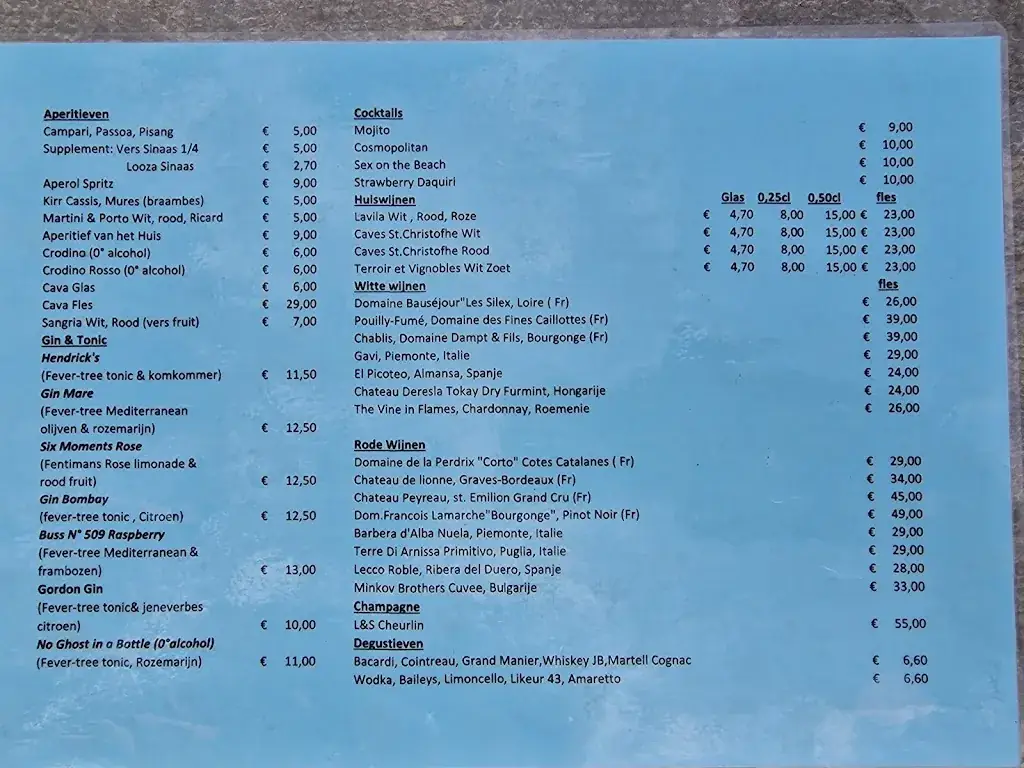 Aperitieven
Campari, Passoa, Pisang € 5,00
Supplement: Vers Sinaas 1/4 € 5,00
Looza Sinaas € 2,70
Aperol Spritz € 9,00
Kirr Cassis, Mures (braambes) € 5,00
Martini & Porto Wit, rood, Ricard € 5,00
Aperitief van het Huis € 9,00
Crodino (0° alcohol) € 6,00
Crodino Rosso (0° alcohol) € 6,00
Cava Glas € 6,00
Cava Fles € 29,00
Sangria Wit, Rood (vers fruit) € 7,00
Gin & Tonic
Hendrick's
(Fever-tree tonic & komkommer) € 11,50
Gin Mare
(Fever-tree Mediterranean
olijven & rozemarijn) € 12,50
Six Moments Rose
(Fentimans Rose limonade &
rood fruit) € 12,50
Gin Bombay
(fever-tree tonic , Citroen) € 12,50
Buss N° 509 Raspberry
(Fever-tree Mediterranean &
frambozen) € 13,00
Gordon Gin
(Fever-tree tonic& jeneverbes
citroen) € 10,00
No Ghost in a Bottle (0°alcohol)
(Fever-tree tonic, Rozemarijn) € 11,00
Cocktails
Mojito € 9,00
Cosmopolitan € 10,00
Sex on the Beach € 10,00
Strawberry Daquiri € 10,00
Huiswijnen Glas 0,25cl 0,50cl fles
Lavila Wit , Rood, Roze € 4,70 8,00 15,00 € 23,00
Caves St.Christofhe Wit € 4,70 8,00 15,00 € 23,00
Caves St.Christofhe Rood € 4,70 8,00 15,00 € 23,00
Terroir et Vignobles Wit Zoet € 4,70 8,00 15,00 € 23,00
Witte wijnen fles
Domaine Bauséjour"Les Silex, Loire ( Fr) € 26,00
Pouilly-Fumé, Domaine des Fines Caillottes (Fr) € 39,00
Chablis, Domaine Dampt & Fils, Bourgonge (Fr) € 39,00
Gavi, Piemonte, Italie € 29,00
El Picoteo, Almansa, Spanje € 24,00
Chateau Deresla Tokay Dry Furmint, Hongarije € 24,00
The Vine in Flames, Chardonnay, Roemenie € 26,00
Rode Wijnen
Domaine de la Perdrix "Corto" Cotes Catalanes ( Fr) € 29,00
Chateau de lionne, Graves-Bordeaux (Fr) € 34,00
Chateau Peyreau, st. Emilion Grand Cru (Fr) € 45,00
Dom.Francois Lamarche"Bourgonge", Pinot Noir (Fr) € 49,00
Barbera d'Alba Nuela, Piemonte, Italie € 29,00
Terre Di Arnissa Primitivo, Puglia, Italie € 29,00
Lecco Roble, Ribera del Duero, Spanje € 28,00
Minkov Brothers Cuvee, Bulgarije € 33,00
Champagne
L&S Cheurlin € 55,00
Degustieven
Bacardi, Cointreau, Grand Manier,Whiskey JB,Martell Cognac € 6,60
Wodka, Baileys, Limoncello, Likeur 43, Amaretto € 6,60